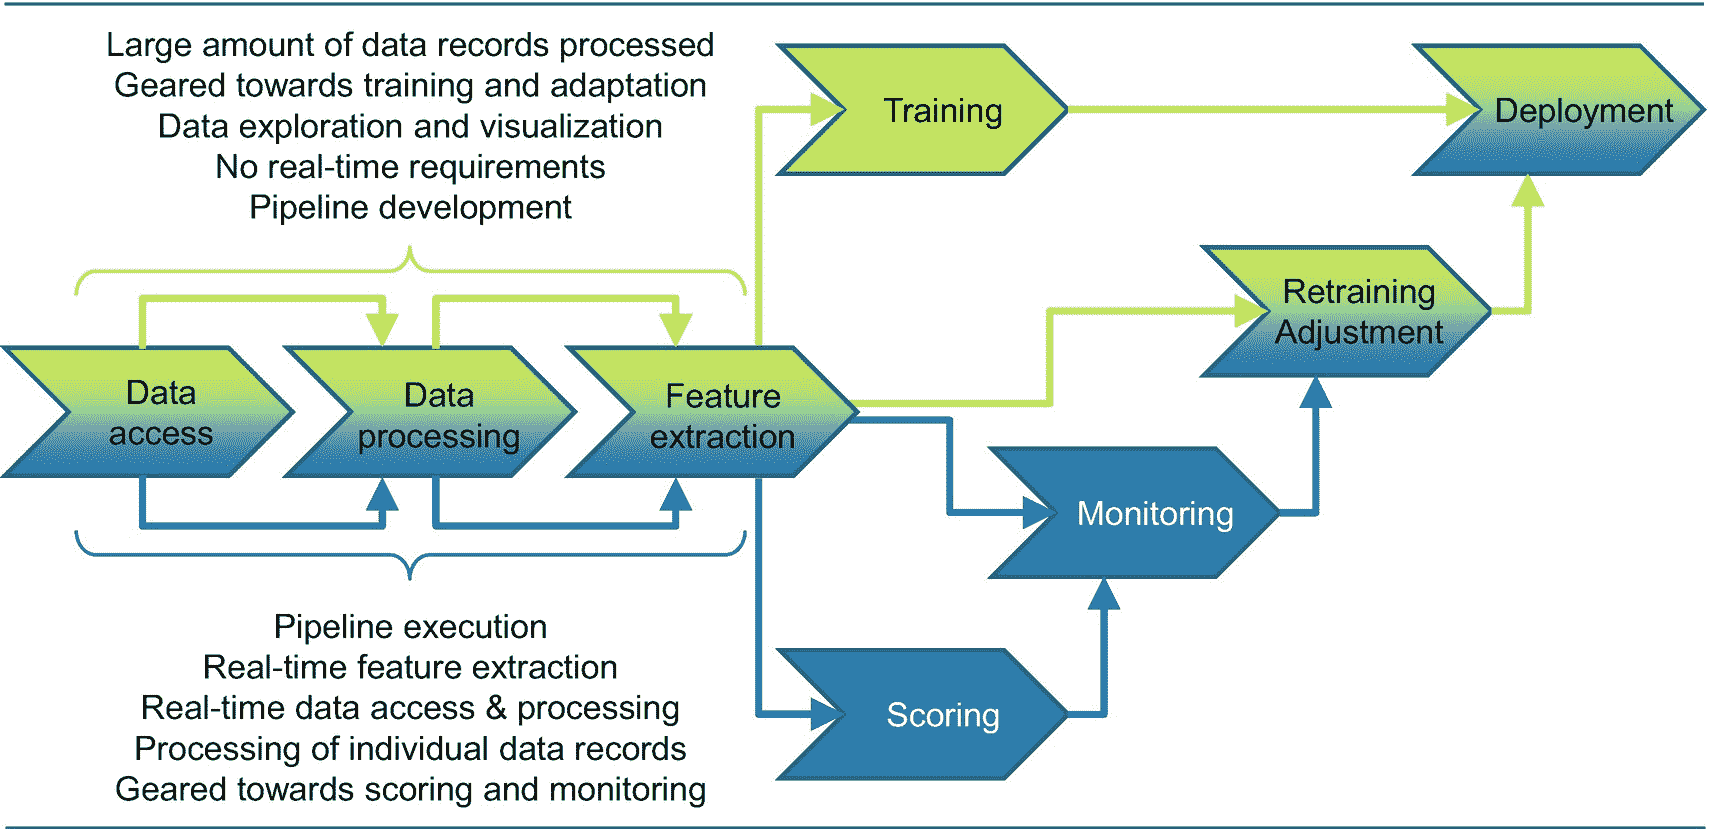 Large amount of data records processed
Geared towards training and adaptation
Data exploration and visualization
No real-time requirements
Pipeline development
Training
Deployment
Retraining
Adjustment
Data
access
Data
processing
Feature
extraction
Monitoring
Scoring
Pipeline execution
Real-time feature extraction
Real-time data access & processing
Processing of individual data records
Geared towards scoring and monitoring